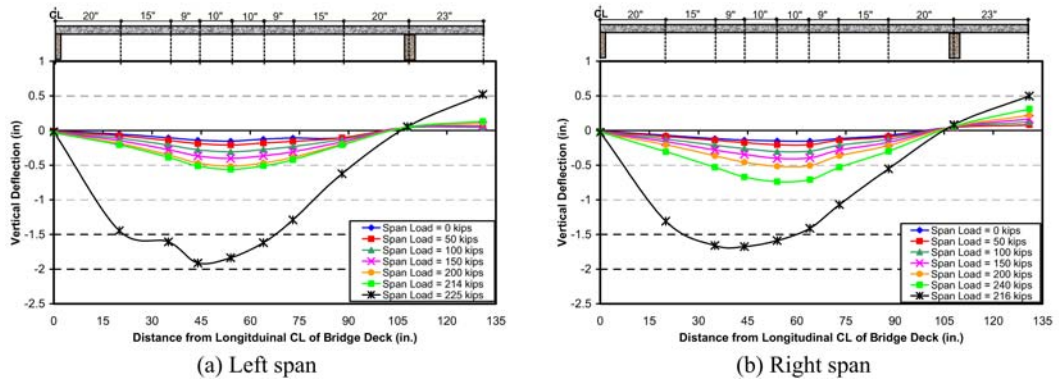 CL 20" 15" 9" 10" 10" 9" 15" 20" 23"
1
0.5
0
-0.5
-1
-1.5
-2
-2.5
Vertical Deflection (in)
Span Load = 0 kips
Span Load = 50 kips
Span Load = 100 kips
Span Load = 150 kips
Span Load = 200 kips
Span Load = 214 kips
Span Load = 225 kips
0 15 30 45 60 75 90 105 120 135
Distance from Longitduinal CL of Bridge Deck (in.)
(a) Left span
CL 20" 15" 9" 10" 10" 9" 15" 20" 23"
1
0.5
0
-0.5
-1
-1.5
-2
-2.5
Vertical Deflection (in.)
Span Load = 0 kips
Span Load = 50 kips
Span Load = 100 kips
Span Load = 150 kips
Span Load = 200 kips
Span Load = 240 kips
Span Load = 216 kips
0 15 30 45 60 75 90 105 120 135
Distance from Longitudinal CL of Bridge Deck (in.)
(b) Right span